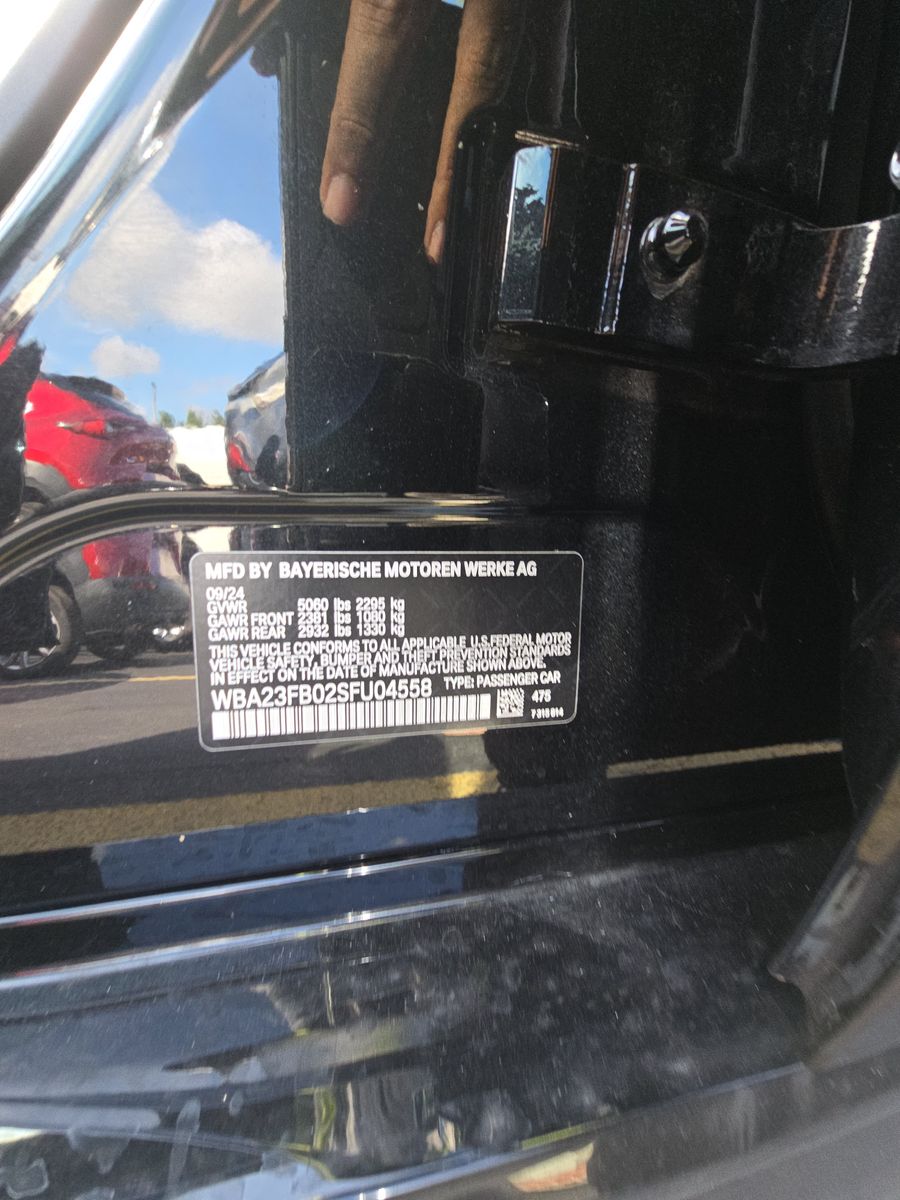 MFD BY BAYERISCHE MOTOREN WERKE AG
09/24
GVWR 5060 lbs 2295 kg
GAWR FRONT 2381 lbs 1080 kg
GAWR REAR 2932 lbs 1330 kg
THIS VEHICLE CONFORMS TO ALL APPLICABLE U.S.FEDERAL MOTOR
VEHICLE SAFETY, BUMPER AND THEFT PREVENTION STANDARDS
IN EFFECT ON THE DATE OF MANUFACTURE SHOWN ABOVE.
WBA23FB02SFU04558 TYPE: PASSENGER CAR
475
7315814